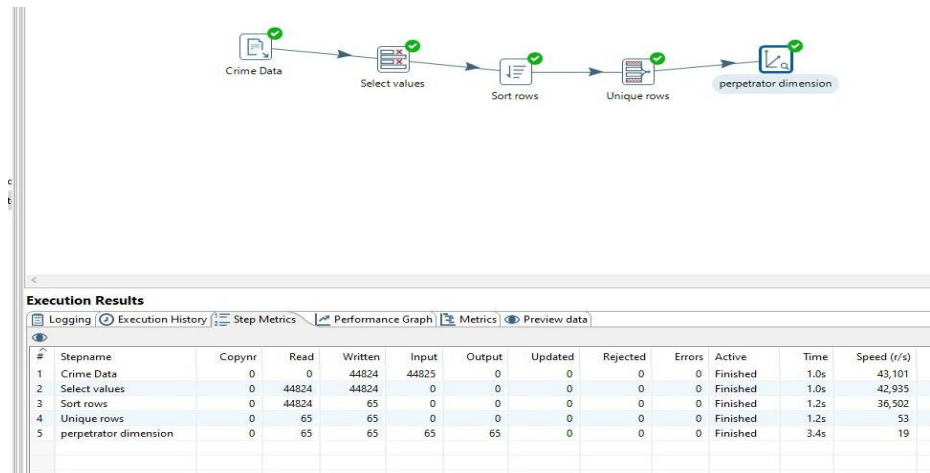 Crime Data
Select values
Sort rows
Unique rows
perpetrator dimension
Execution Results
Logging Execution History Step Metrics Performance Graph Metrics Preview data
# Stepname Copynr Read Written Input Output Updated Rejected Errors Active Time Speed (r/s)
1 Crime Data 0 0 44824 44825 0 0 0 0 Finished 1.0s 43,101
2 Select values 0 44824 44824 0 0 0 0 0 Finished 1.0s 42,935
3 Sort rows 0 44824 65 0 0 0 0 0 Finished 1.2s 36,502
4 Unique rows 0 65 65 0 0 0 0 0 Finished 1.2s 53
5 perpetrator dimension 0 65 65 65 65 0 0 0 Finished 3.4s 19